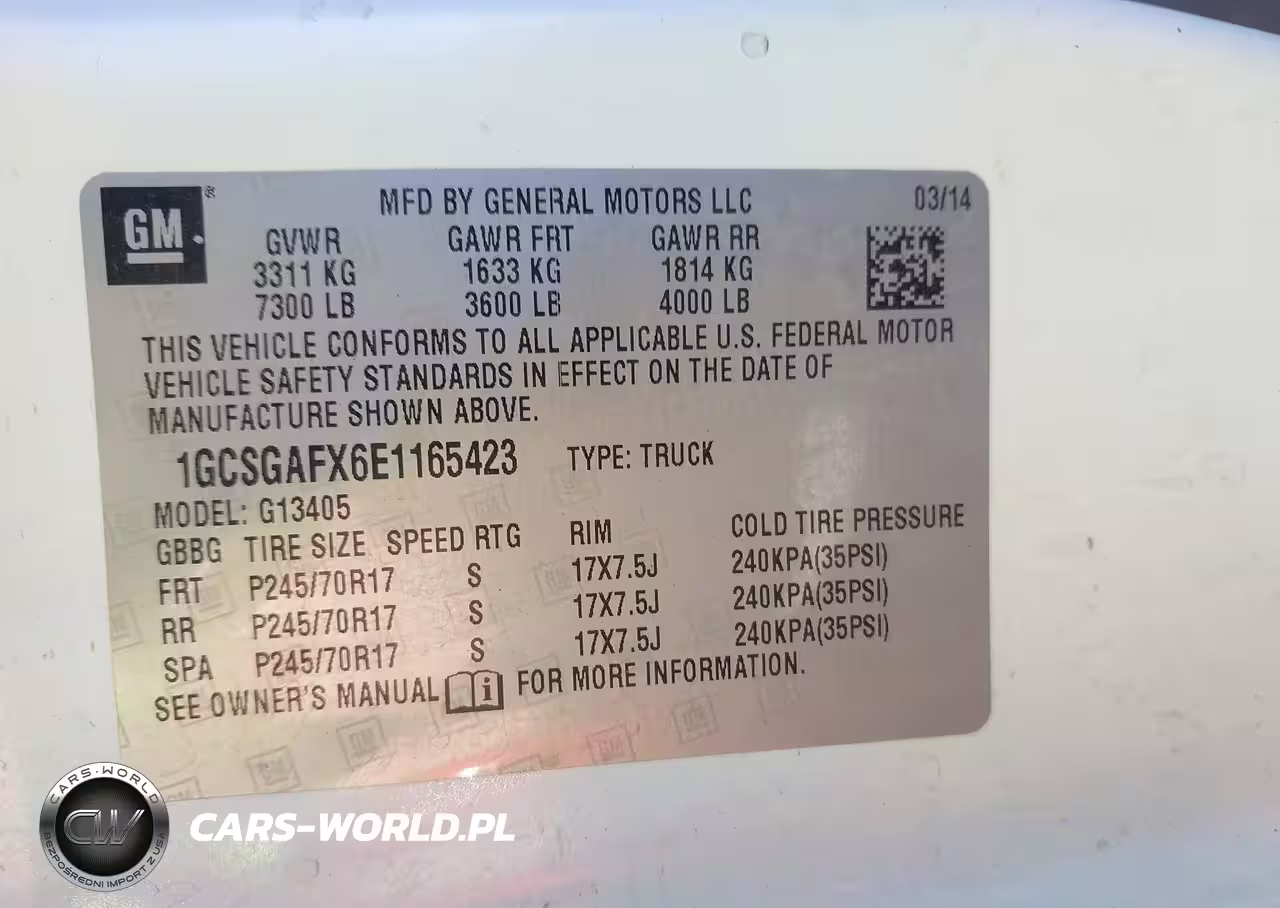 GM ®
MFD BY GENERAL MOTORS LLC 03/14
GVWR GAWR FRT GAWR RR
3311 KG 1633 KG 1814 KG
7300 LB 3600 LB 4000 LB
THIS VEHICLE CONFORMS TO ALL APPLICABLE U.S. FEDERAL MOTOR
VEHICLE SAFETY STANDARDS IN EFFECT ON THE DATE OF
MANUFACTURE SHOWN ABOVE.
1GCSGAFX6E1165423 TYPE: TRUCK
MODEL: G13405
GBBG TIRE SIZE SPEED RTG RIM COLD TIRE PRESSURE
FRT P245/70R17 S 17X7.5J 240KPA(35PSI)
RR P245/70R17 S 17X7.5J 240KPA(35PSI)
SPA P245/70R17 S 17X7.5J 240KPA(35PSI)
SEE OWNER'S MANUAL i FOR MORE INFORMATION.
CARS-WORLD
CW
BEZPOŚREDNI IMPORT Z USA
CARS-WORLD.PL